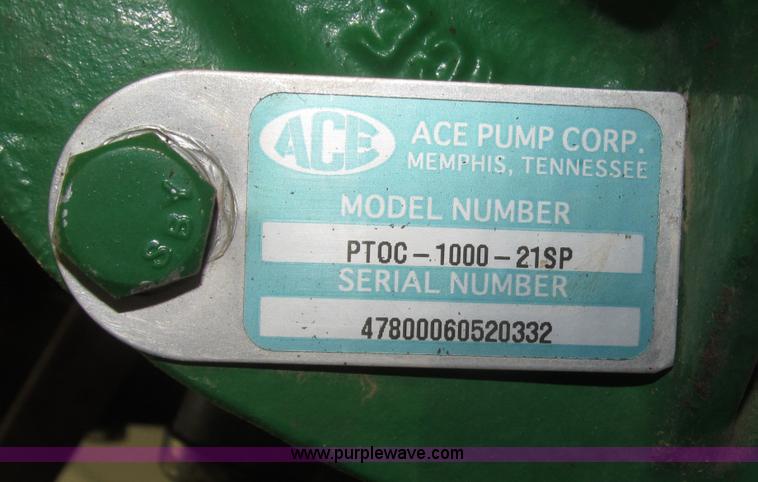 ACE
ACE PUMP CORP.
MEMPHIS, TENNESSEE
MODEL NUMBER
PTOC-1000-21SP
SERIAL NUMBER
47800060520332
www.purplewave.com